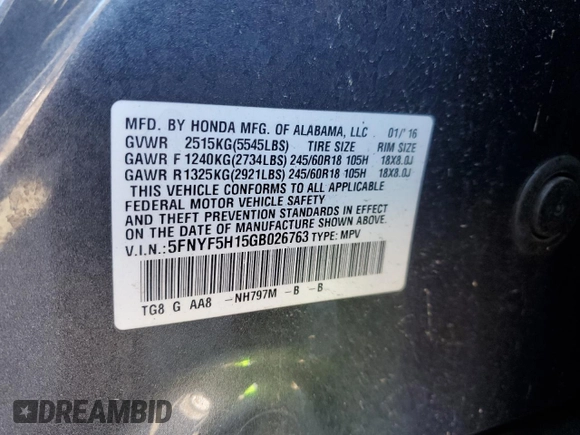 MFD. BY HONDA MFG. OF ALABAMA, LLC 01/'16
GVWR 2515KG(5545LBS) TIRE SIZE RIM SIZE
GAWR F 1240KG(2734LBS) 245/60R18 105H 18X8.0J
GAWR R 1325KG(2921LBS) 245/60R18 105H 18X8.0J
THIS VEHICLE CONFORMS TO ALL APPLICABLE
FEDERAL MOTOR VEHICLE SAFETY
AND THEFT PREVENTION STANDARDS IN EFFECT
ON THE DATE OF MANUFACTURE SHOWN ABOVE.
V.I.N.: 5FNYF5H15GB026763 TYPE: MPV
TG8 G AA8 -NH797M -B -B
DREAMBID